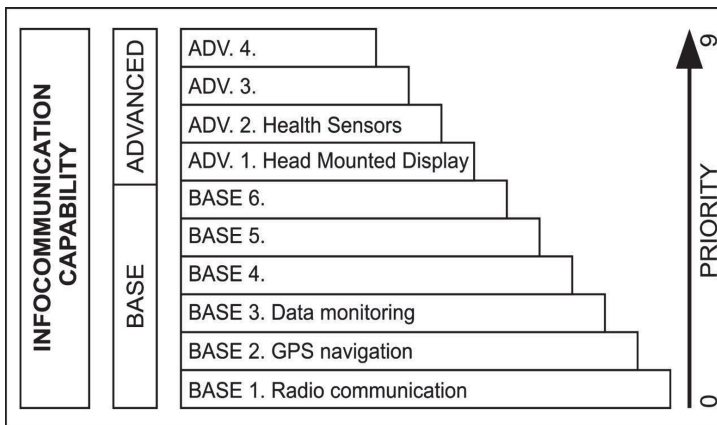 INFOCOMMUNICATION
CAPABILITY
ADVANCED
BASE
ADV. 4.
ADV. 3.
ADV. 2. Health Sensors
ADV. 1. Head Mounted Display
BASE 6.
BASE 5.
BASE 4.
BASE 3. Data monitoring
BASE 2. GPS navigation
BASE 1. Radio communication
9
PRIORITY
0